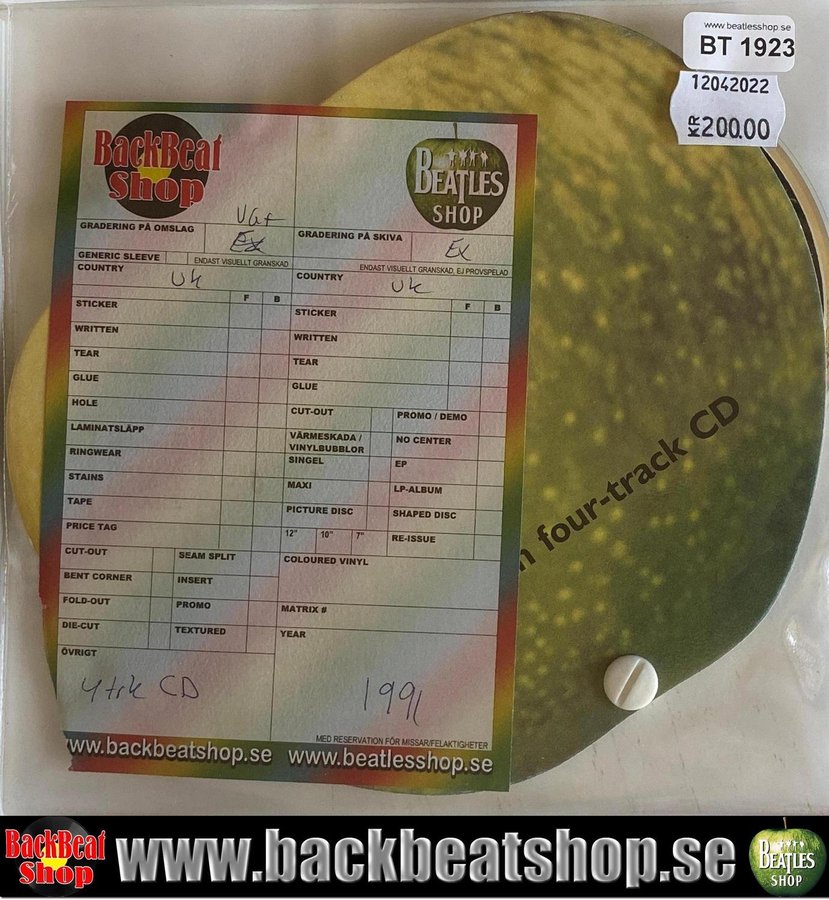 www.beatlesshop.se
BT 1923
12042022
KR200.00
BackBeat
Shop
BEATLES
SHOP
VG+
GRADERING PÅ OMSLAG Ex
GRADERING PÅ SKIVA Ex
GENERIC SLEEVE ENDAST VISUELLT GRANSKAD
ENDAST VISUELLT GRANSKAD, EJ PROVSPELAD
COUNTRY UK
F B
STICKER
WRITTEN
TEAR
GLUE
HOLE
LAMINATSLÄPP
RINGWEAR
STAINS
TAPE
PRICE TAG
CUT-OUT SEAM SPLIT
BENT CORNER INSERT
FOLD-OUT PROMO
DIE-CUT TEXTURED
ÖVRIGT
4 trk CD
COUNTRY UK
F B
STICKER
WRITTEN
TEAR
GLUE
CUT-OUT PROMO / DEMO
VÄRMESKADA / NO CENTER
VINYLBUBBLOR
SINGEL EP
MAXI LP-ALBUM
PICTURE DISC SHAPED DISC
12" 10" 7" RE-ISSUE
COLOURED VINYL
MATRIX #
YEAR
1991
MED RESERVATION FÖR MISSAR/FELAKTIGHETER
www.backbeatshop.se www.beatlesshop.se
n four-track CD
BackBeat
Shop
www.backbeatshop.se
BEATLES
SHOP